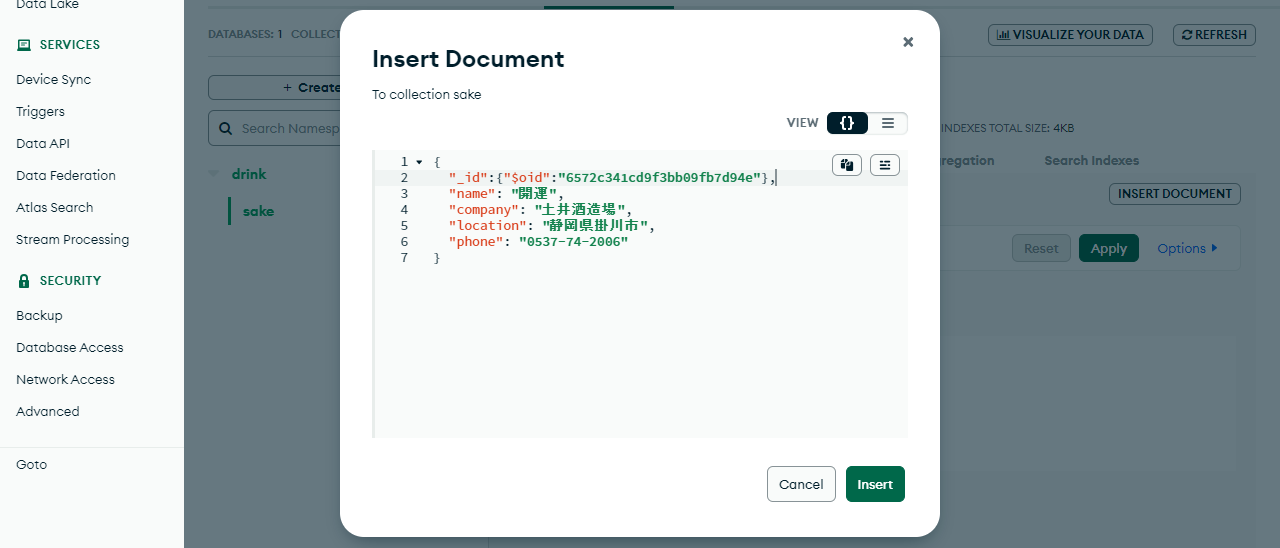 Data Lake
SERVICES
Device Sync
Triggers
Data API
Data Federation
Atlas Search
Stream Processing
SECURITY
Backup
Database Access
Network Access
Advanced
Goto
DATABASES: 1 COLLECT
VISUALIZE YOUR DATA
REFRESH
+ Create
Search Namesp
drink
sake
INDEXES TOTAL SIZE: 4KB
regation
Search Indexes
INSERT DOCUMENT
Reset
Apply
Options
Insert Document
To collection sake
VIEW {}
1 {
2 "_id":{"$oid":"6572c341cd9f3bb09fb7d94e"},
3 "name": "開運",
4 "company": "土井酒造場",
5 "location": "静岡県掛川市",
6 "phone": "0537-74-2006"
7 }
Cancel
Insert